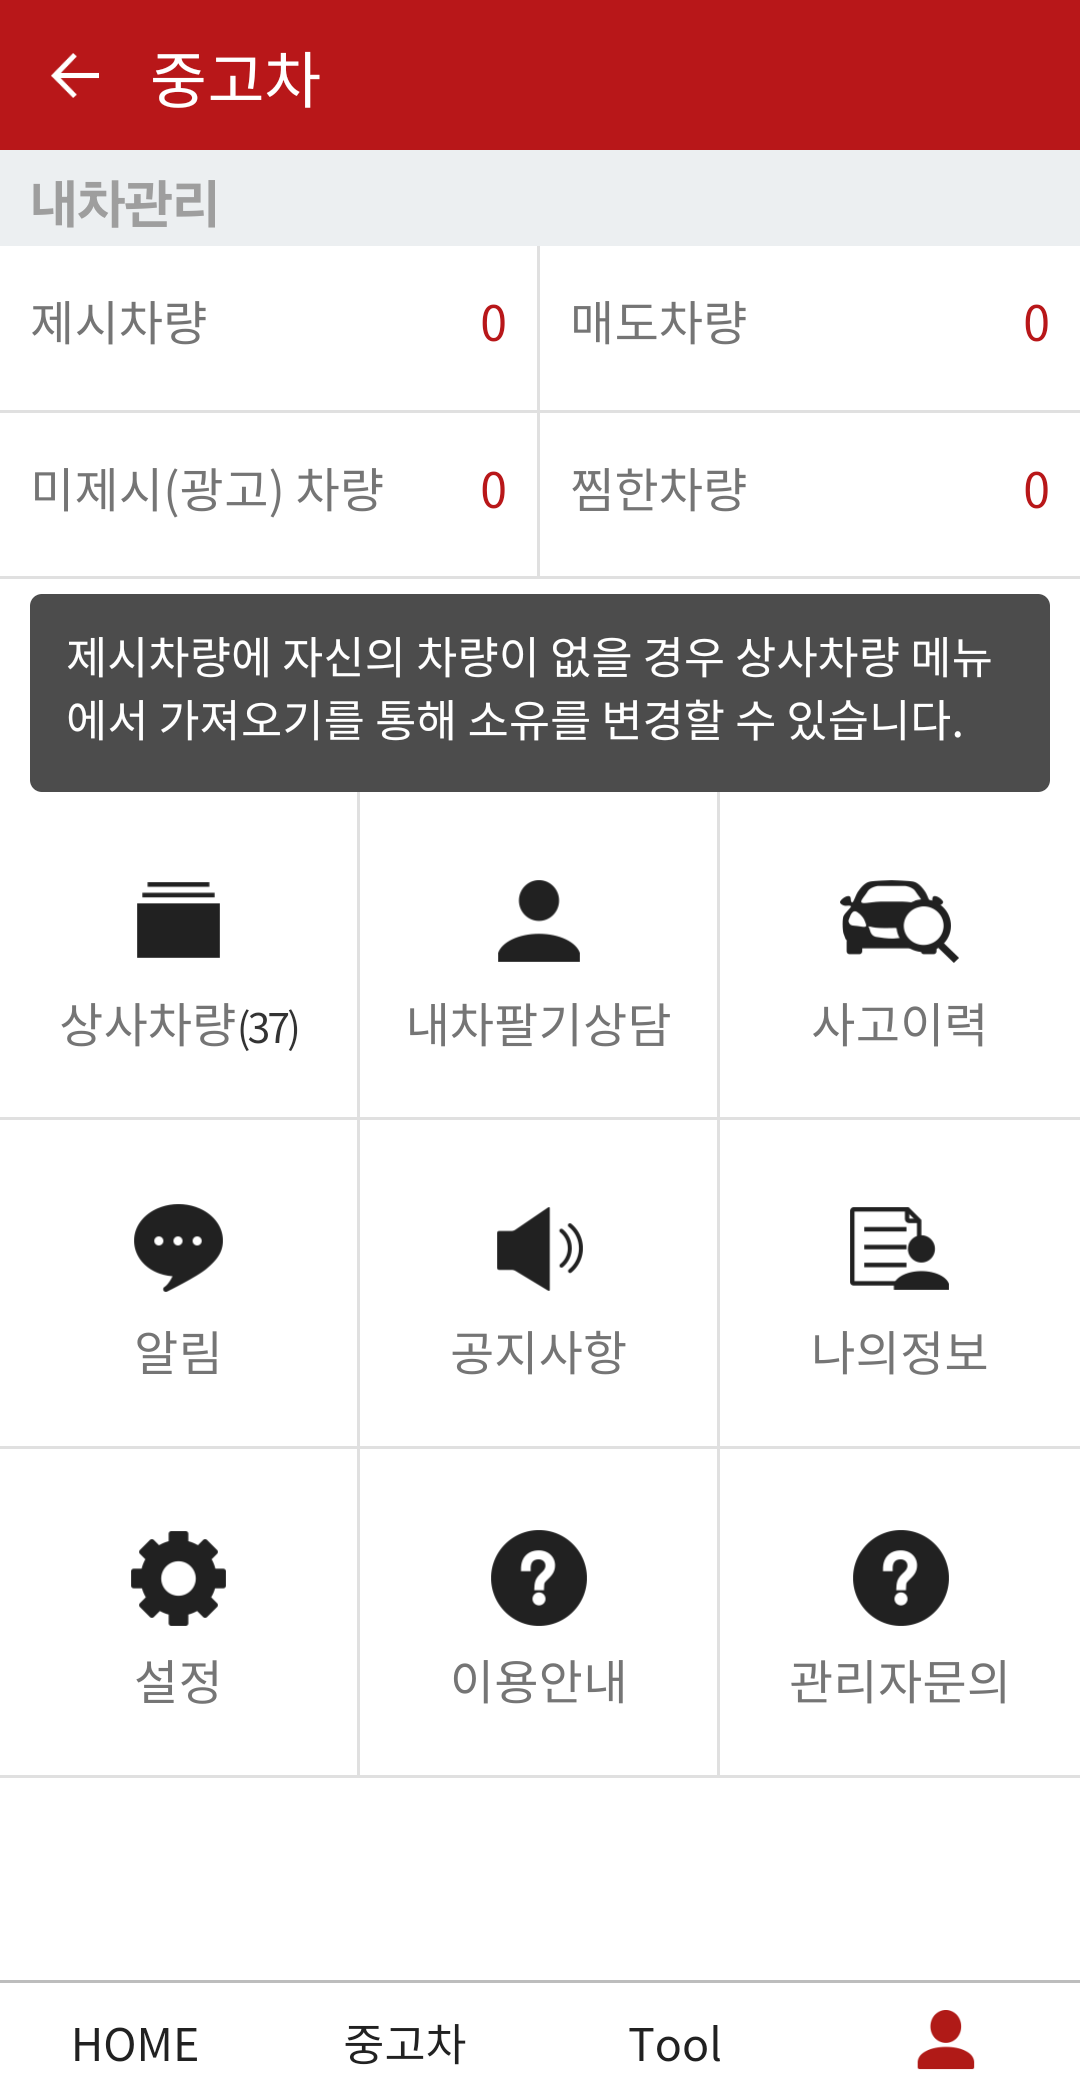 중고차
내차관리
제시차량 0 매도차량 0
미제시(광고) 차량 0 찜한차량 0
제시차량에 자신의 차량이 없을 경우 상사차량 메뉴
에서 가져오기를 통해 소유를 변경할 수 있습니다.
상사차량(37) 내차팔기상담 사고이력
알림 공지사항 나의정보
설정 이용안내 관리자문의
HOME 중고차 Tool